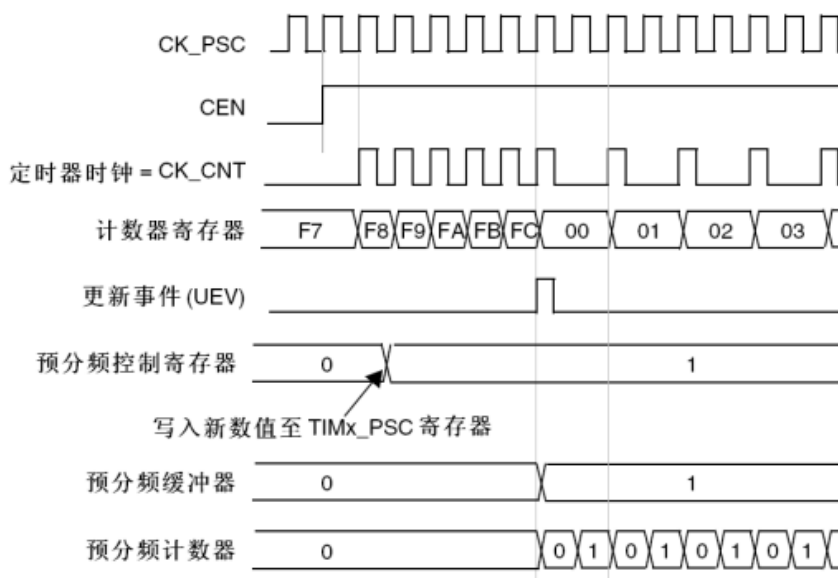 CK_PSC
CEN
定时器时钟 = CK_CNT
计数器寄存器 F7 F8 F9 FA FB FC 00 01 02 03
更新事件(UEV)
预分频控制寄存器 0 1
写入新数值至 TIMx_PSC 寄存器
预分频缓冲器 0 1
预分频计数器 0 0 1 0 1 0 1 0 1